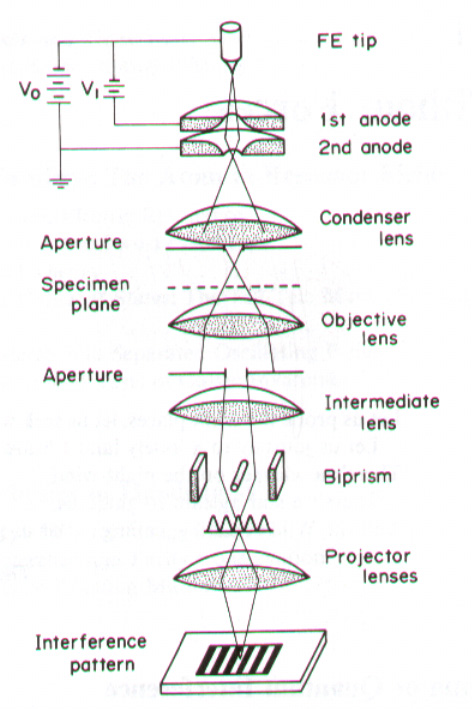 FE tip
V₀
V₁
1st anode
2nd anode
Condenser
lens
Aperture
Specimen
plane
Objective
lens
Aperture
Intermediate
lens
Biprism
Projector
lenses
Interference
pattern